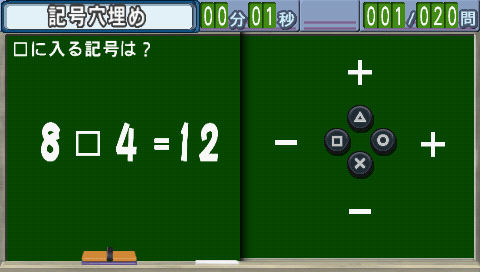 記号穴埋め 00分01秒 001/020問
□に入る記号は？
8□4=12
+
- +
-